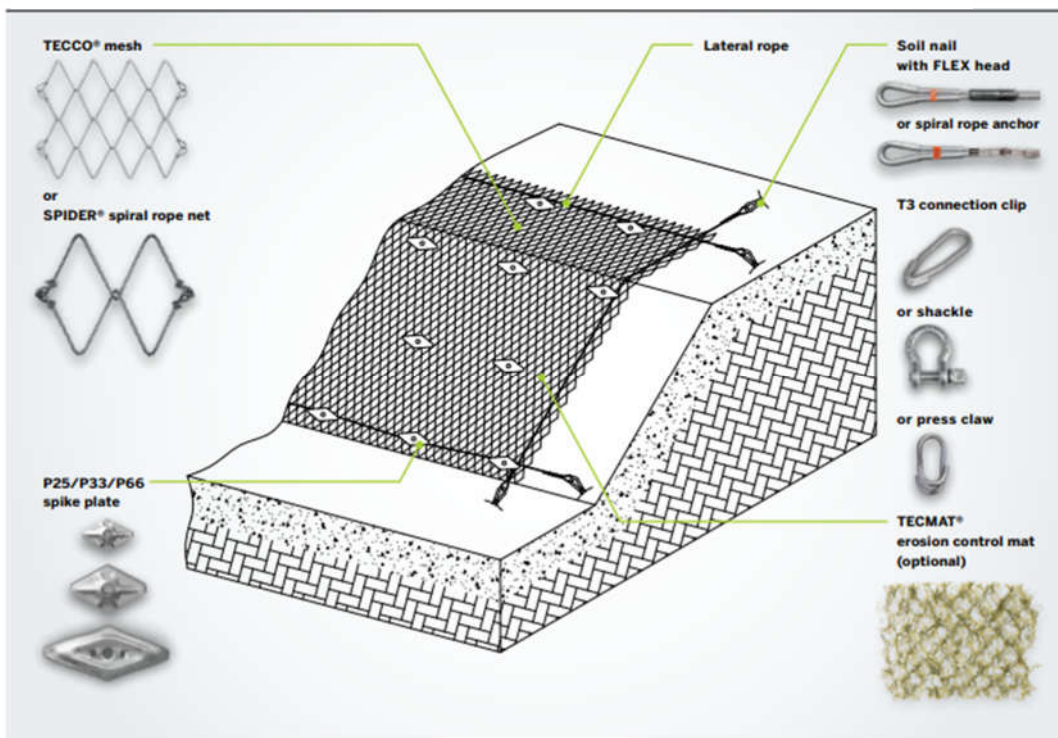 TECCO® mesh
or
SPIDER® spiral rope net
P25/P33/P66
spike plate
Lateral rope
Soil nail
with FLEX head
or spiral rope anchor
T3 connection clip
or shackle
or press claw
TECMAT®
erosion control mat
(optional)